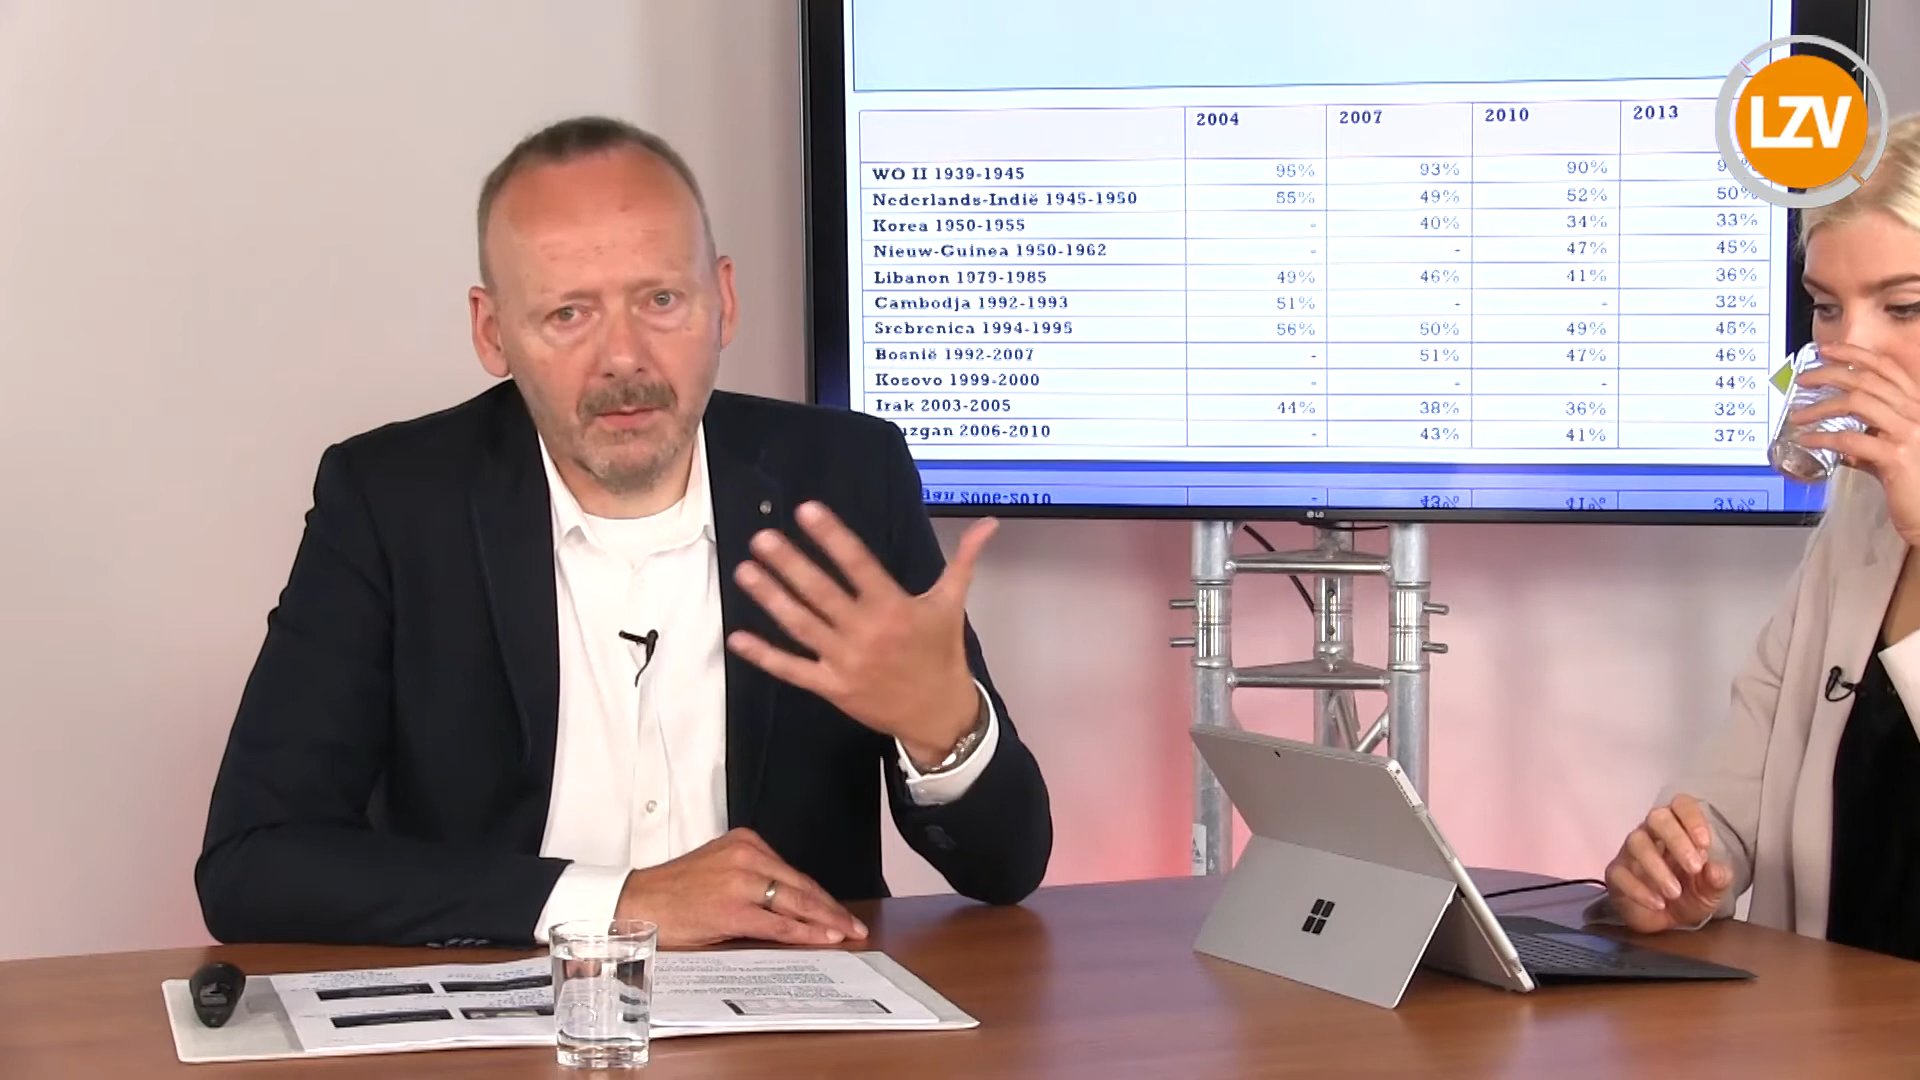 LZV
2004 2007 2010 2013
WO II 1939-1945 95% 93% 90%
Nederlands-Indië 1945-1950 55% 49% 52% 50%
Korea 1950-1955 - 40% 34% 33%
Nieuw-Guinea 1950-1962 - - 47% 45%
Libanon 1979-1985 49% 46% 41% 36%
Cambodja 1992-1993 51% - - 32%
Srebrenica 1994-1995 56% 50% 49% 45%
Bosnië 1992-2007 - 51% 47% 46%
Kosovo 1999-2000 - - - 44%
Irak 2003-2005 44% 38% 36% 32%
uzgan 2006-2010 - 43% 41% 37%
LG